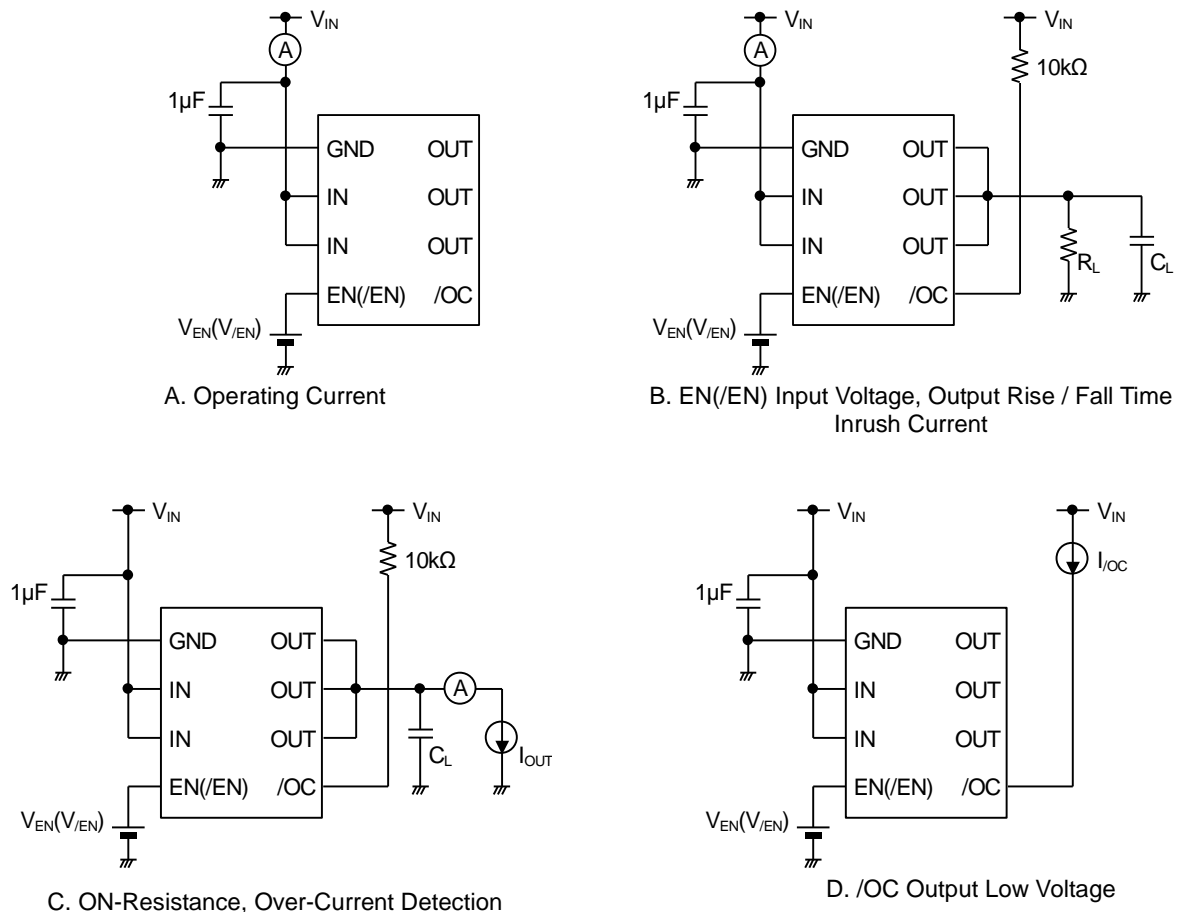 V_IN
A
1µF
GND OUT
IN OUT
IN OUT
EN(/EN) /OC
V_EN(V_/EN)
A. Operating Current
V_IN V_IN
A
10kΩ
1µF
GND OUT
IN OUT
IN OUT
R_L C_L
EN(/EN) /OC
V_EN(V_/EN)
B. EN(/EN) Input Voltage, Output Rise / Fall Time
Inrush Current
V_IN V_IN
10kΩ
1µF
GND OUT
IN OUT A
IN OUT C_L I_OUT
EN(/EN) /OC
V_EN(V_/EN)
C. ON-Resistance, Over-Current Detection
V_IN V_IN
I_/OC
1µF
GND OUT
IN OUT
IN OUT
EN(/EN) /OC
V_EN(V_/EN)
D. /OC Output Low Voltage